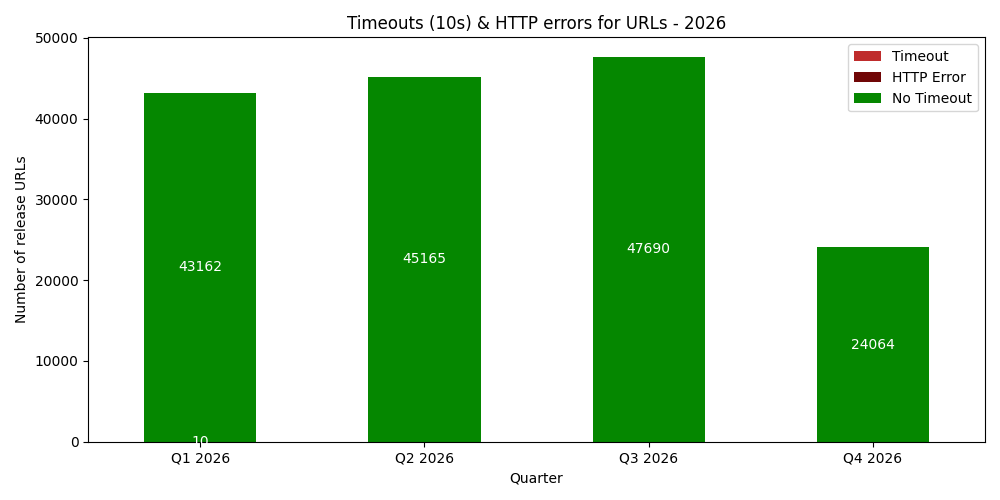 Timeouts (10s) & HTTP errors for URLs - 2026
Timeout
HTTP Error
No Timeout
Number of release URLs
50000
40000
30000
20000
10000
0
43162
45165
47690
24064
10
Q1 2026
Q2 2026
Q3 2026
Q4 2026
Quarter